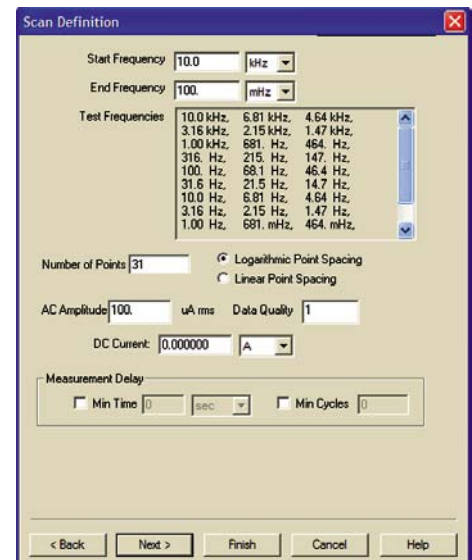 Scan Definition
Start Frequency 10.0 kHz
End Frequency 100. mHz
Test Frequencies
10.0 kHz, 6.81 kHz, 4.64 kHz,
3.16 kHz, 2.15 kHz, 1.47 kHz,
1.00 kHz, 681. Hz, 464. Hz,
316. Hz, 215. Hz, 147. Hz,
100. Hz, 68.1 Hz, 46.4 Hz,
31.6 Hz, 21.5 Hz, 14.7 Hz,
10.0 Hz, 6.81 Hz, 4.64 Hz,
3.16 Hz, 2.15 Hz, 1.47 Hz,
1.00 Hz, 681. mHz, 464. mHz,
Number of Points 31
Logarithmic Point Spacing
Linear Point Spacing
AC Amplitude 100. uA rms Data Quality 1
DC Current: 0.000000 A
Measurement Delay
Min Time 0 sec Min Cycles 0
< Back Next > Finish Cancel Help